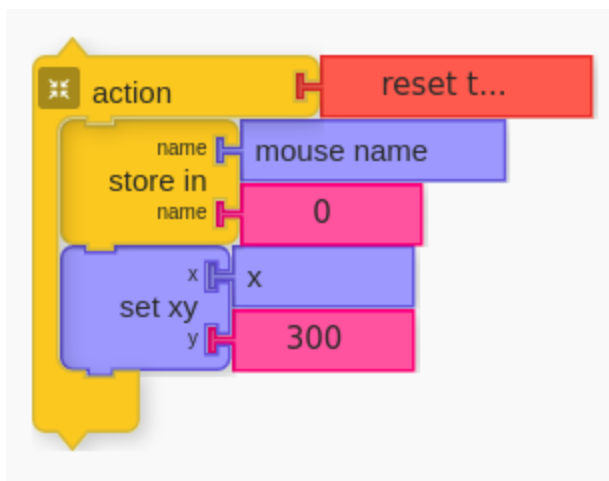 action reset t...
name mouse name
store in
name 0
x x
set xy
y 300